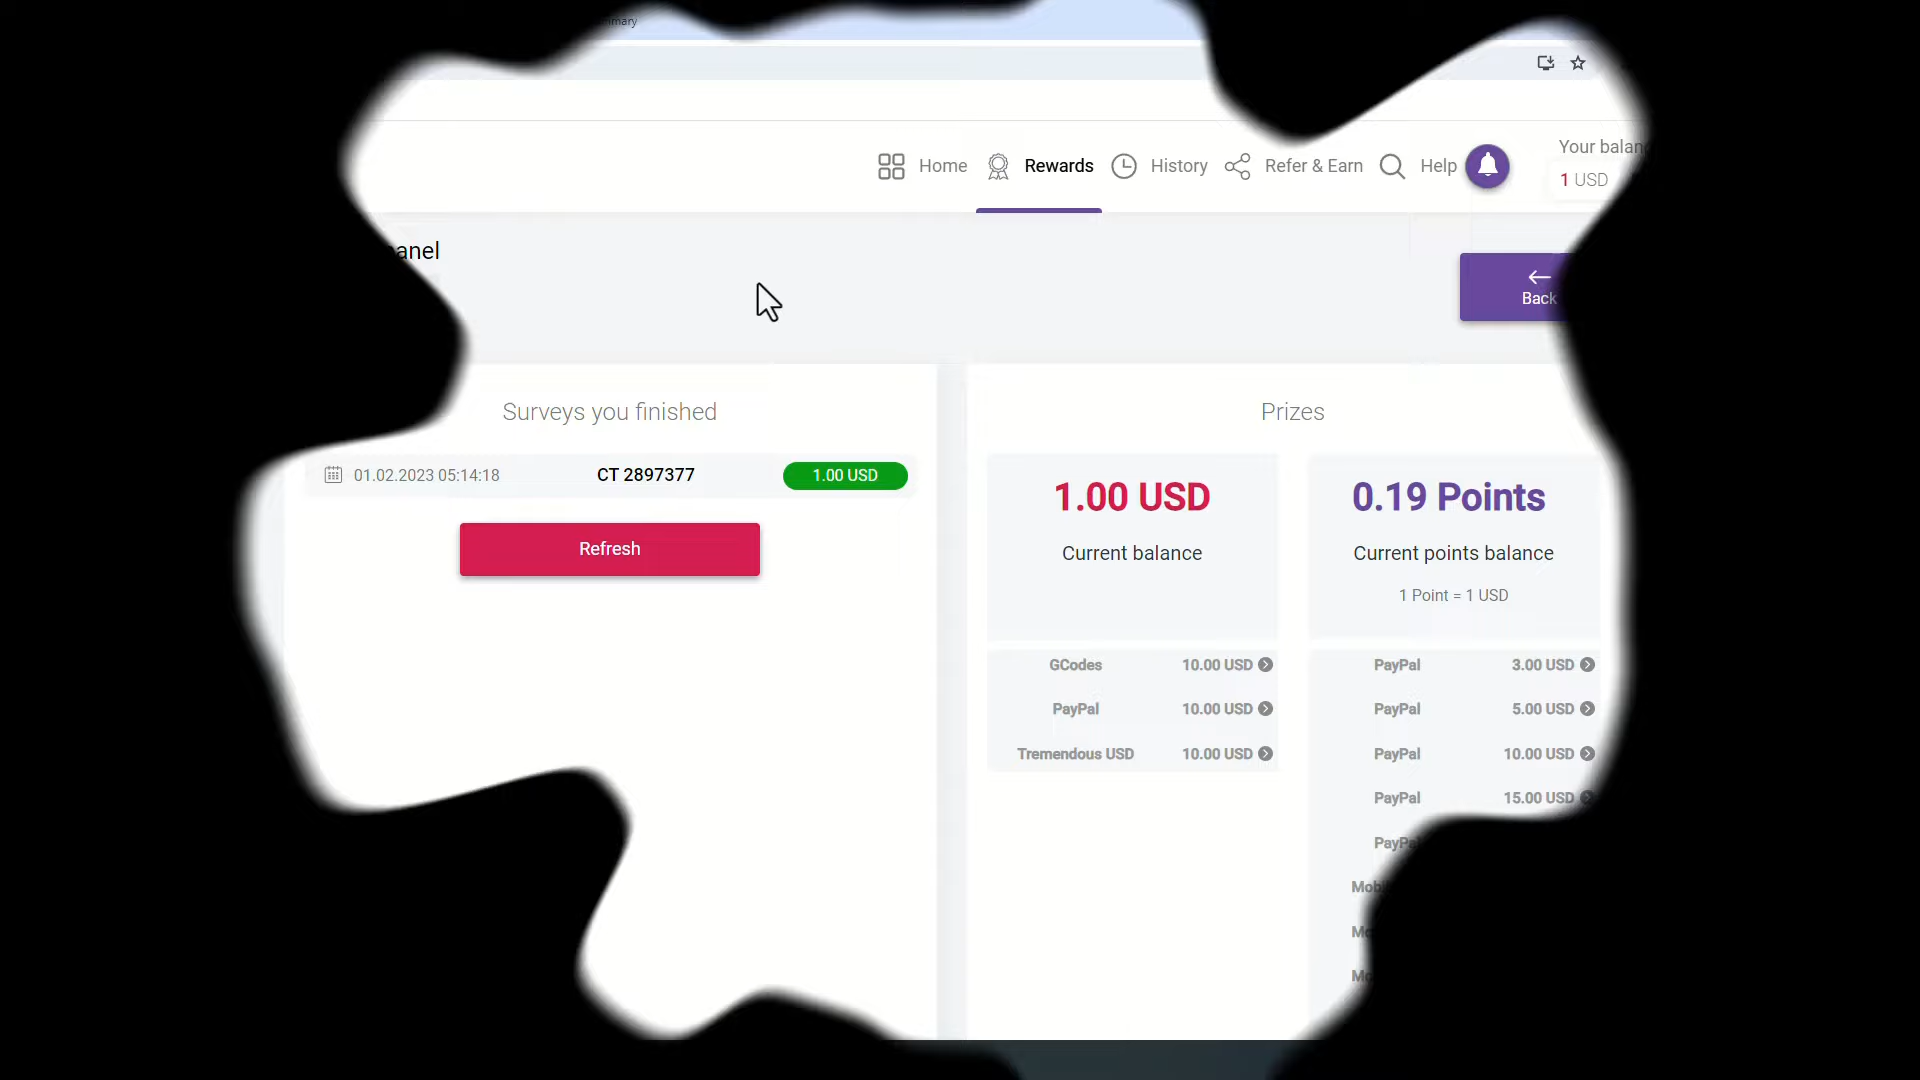 Home Rewards History Refer & Earn Help
Your
1 USD
Back
Surveys you finished
01.02.2023 05:14:18 CT 2897377 1.00 USD
Refresh
Prizes
1.00 USD
Current balance
0.19 Points
Current points balance
1 Point = 1 USD
GCodes 10.00 USD
PayPal 10.00 USD
Tremendous USD 10.00 USD
PayPal 3.00 USD
PayPal 5.00 USD
PayPal 10.00 USD
PayPal 15.00 USD